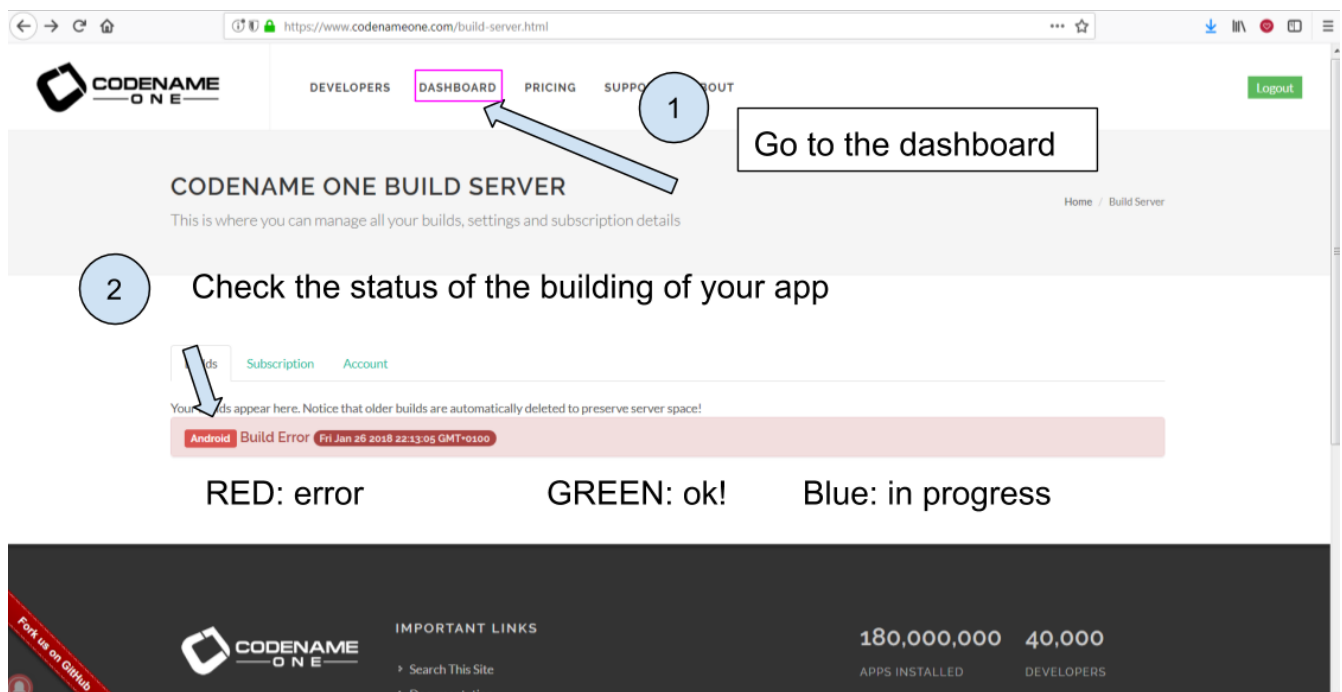 https://www.codenameone.com/build-server.html
CODENAME
ONE
DEVELOPERS DASHBOARD PRICING SUPPO OUT
Logout
1
Go to the dashboard
CODENAME ONE BUILD SERVER
This is where you can manage all your builds, settings and subscription details
Home / Build Server
2
Check the status of the building of your app
ds Subscription Account
Your ds appear here. Notice that older builds are automatically deleted to preserve server space!
Android Build Error Fri Jan 26 2018 22:13:05 GMT+0100
RED: error GREEN: ok! Blue: in progress
Fork us on GitHub
CODENAME
ONE
IMPORTANT LINKS
Search This Site
180,000,000 40,000
APPS INSTALLED DEVELOPERS